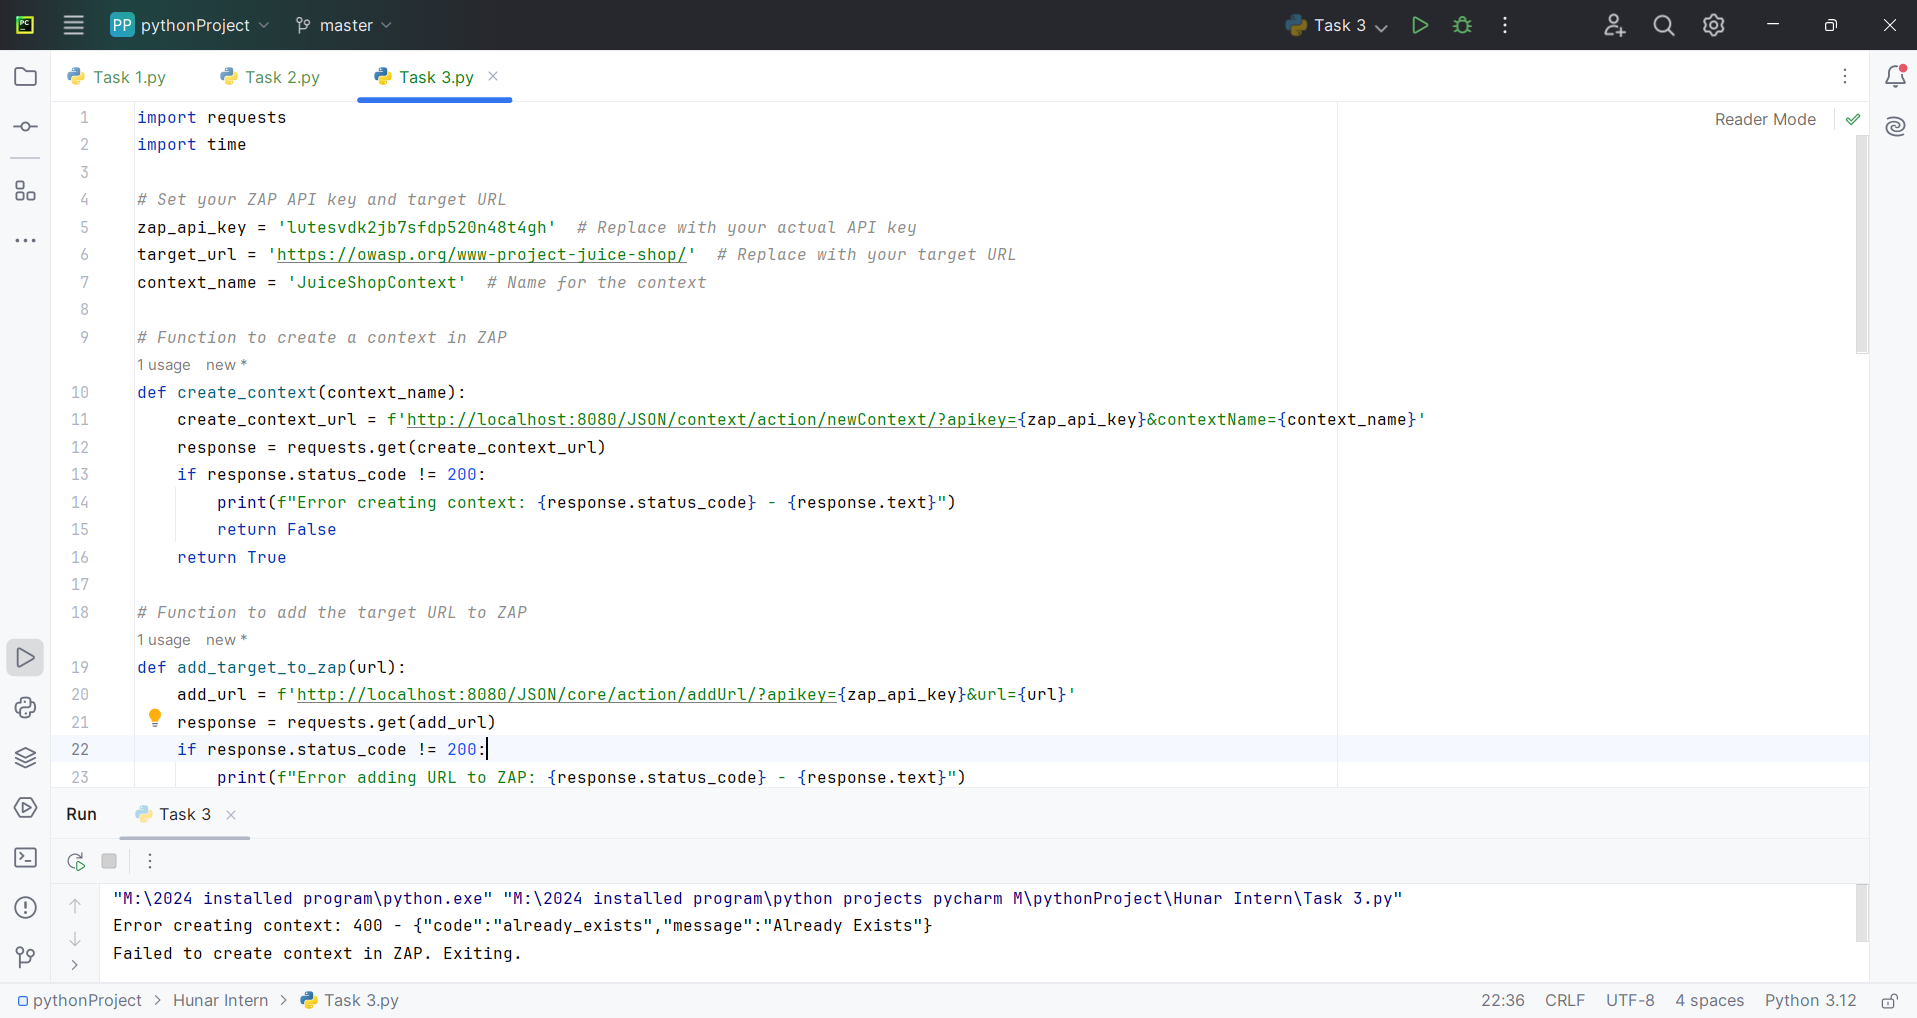 PC
PP pythonProject master Task 3
Task 1.py Task 2.py Task 3.py
Reader Mode
1 import requests
2 import time
3
4 # Set your ZAP API key and target URL
5 zap_api_key = 'lutesvdk2jb7sfdp520n48t4gh'  # Replace with your actual API key
6 target_url = 'https://owasp.org/www-project-juice-shop/'  # Replace with your target URL
7 context_name = 'JuiceShopContext'  # Name for the context
8
9 # Function to create a context in ZAP
1 usage new *
10 def create_context(context_name):
11     create_context_url = f'http://localhost:8080/JSON/context/action/newContext/?apikey={zap_api_key}&contextName={context_name}'
12     response = requests.get(create_context_url)
13     if response.status_code != 200:
14         print(f"Error creating context: {response.status_code} - {response.text}")
15         return False
16     return True
17
18 # Function to add the target URL to ZAP
1 usage new *
19 def add_target_to_zap(url):
20     add_url = f'http://localhost:8080/JSON/core/action/addUrl/?apikey={zap_api_key}&url={url}'
21     response = requests.get(add_url)
22     if response.status_code != 200:
23         print(f"Error adding URL to ZAP: {response.status_code} - {response.text}")
Run Task 3
"M:\2024 installed program\python.exe" "M:\2024 installed program\python projects pycharm M\pythonProject\Hunar Intern\Task 3.py"
Error creating context: 400 - {"code":"already_exists","message":"Already Exists"}
Failed to create context in ZAP. Exiting.
pythonProject > Hunar Intern > Task 3.py 22:36 CRLF UTF-8 4 spaces Python 3.12